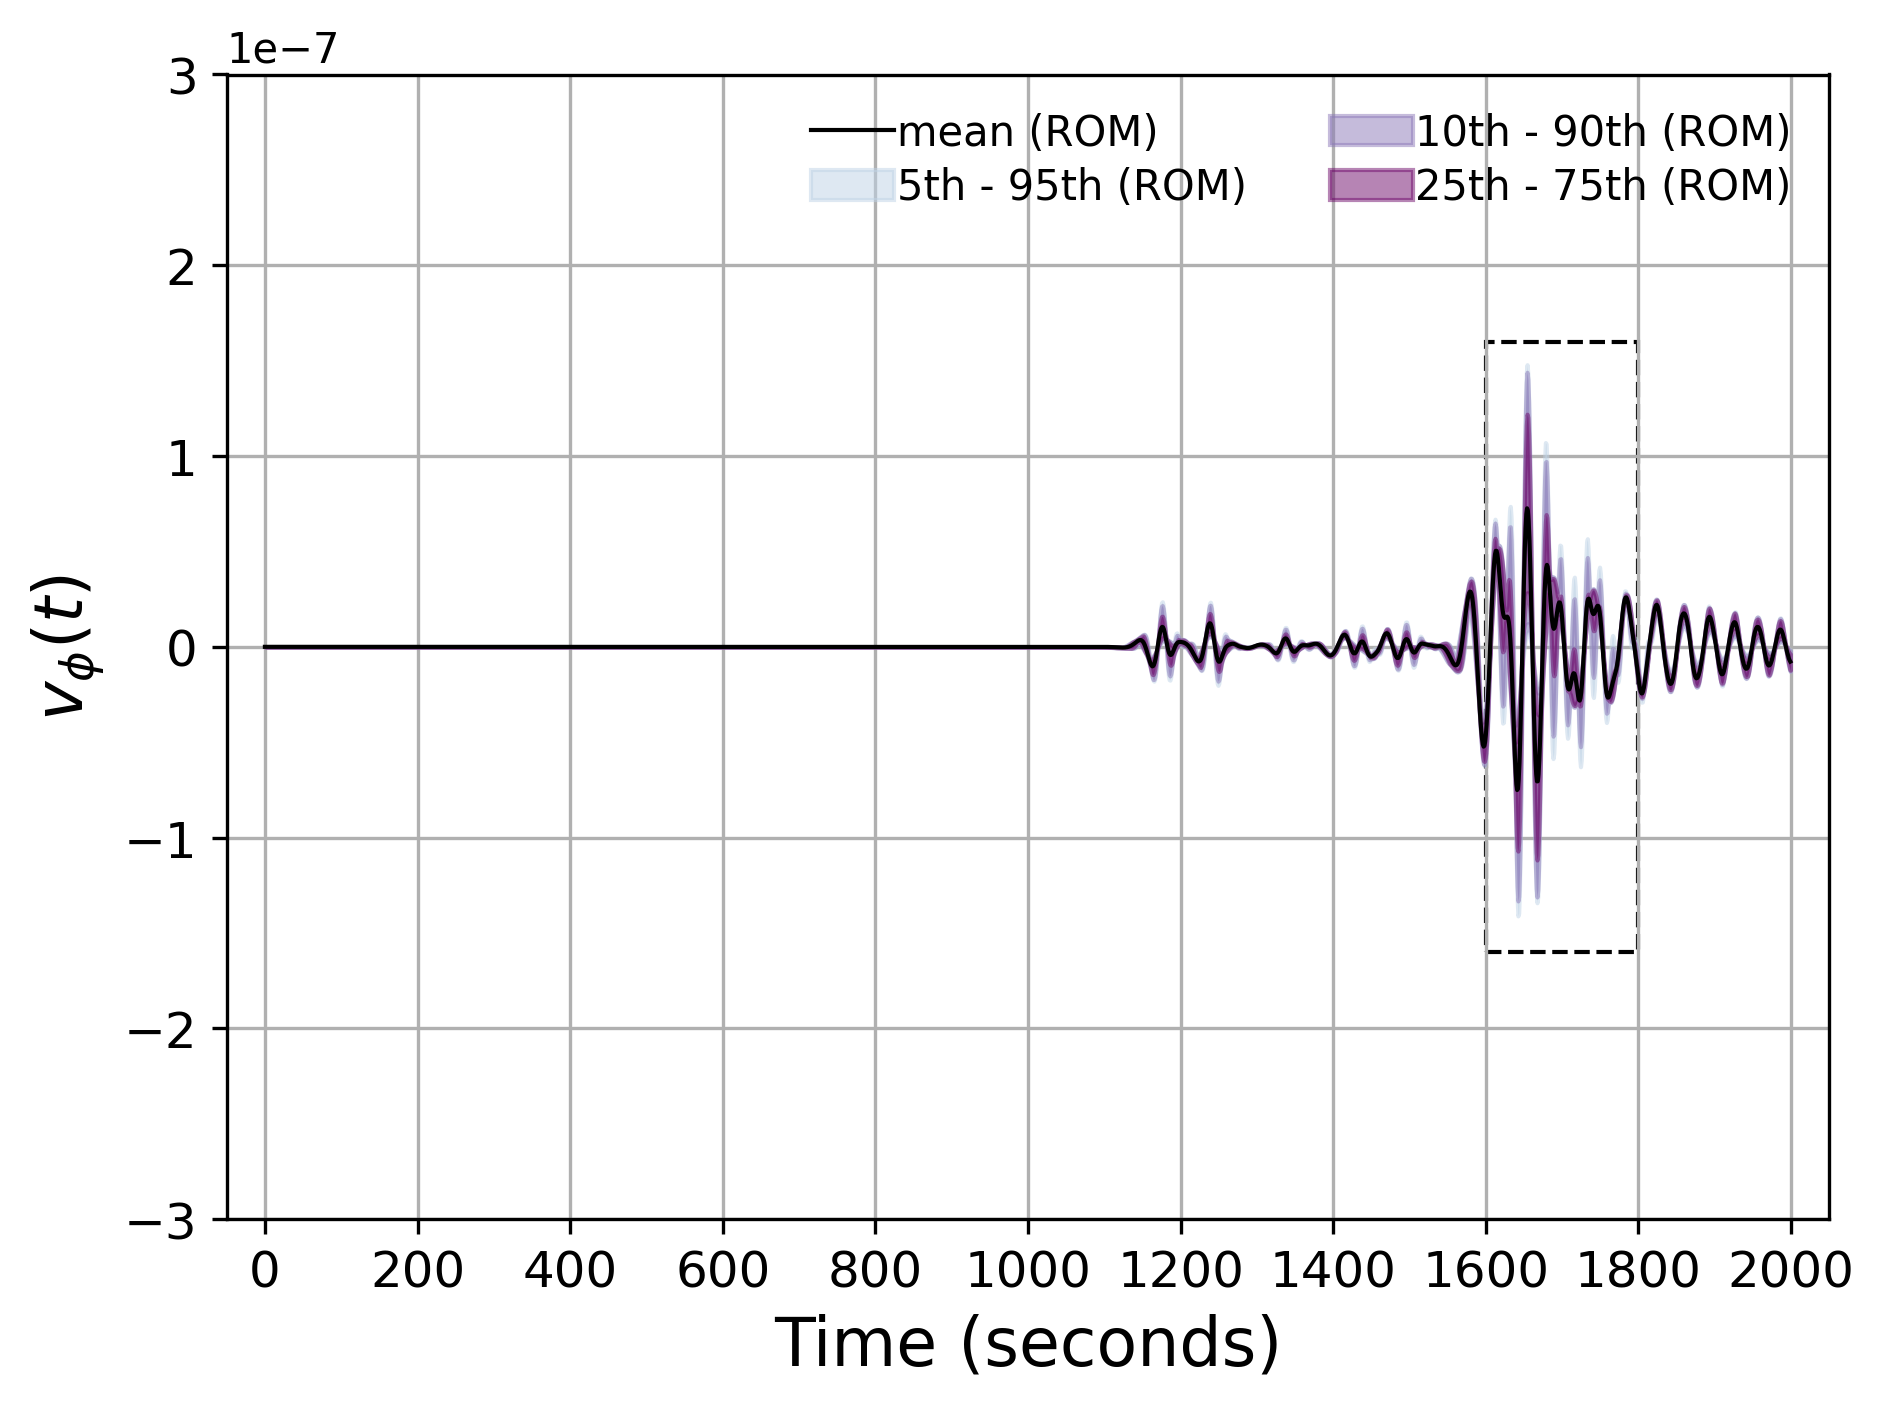 1e−7
mean (ROM)
5th - 95th (ROM)
10th - 90th (ROM)
25th - 75th (ROM)
3
2
1
0
−1
−2
−3
v_ϕ(t)
0 200 400 600 800 1000 1200 1400 1600 1800 2000
Time (seconds)